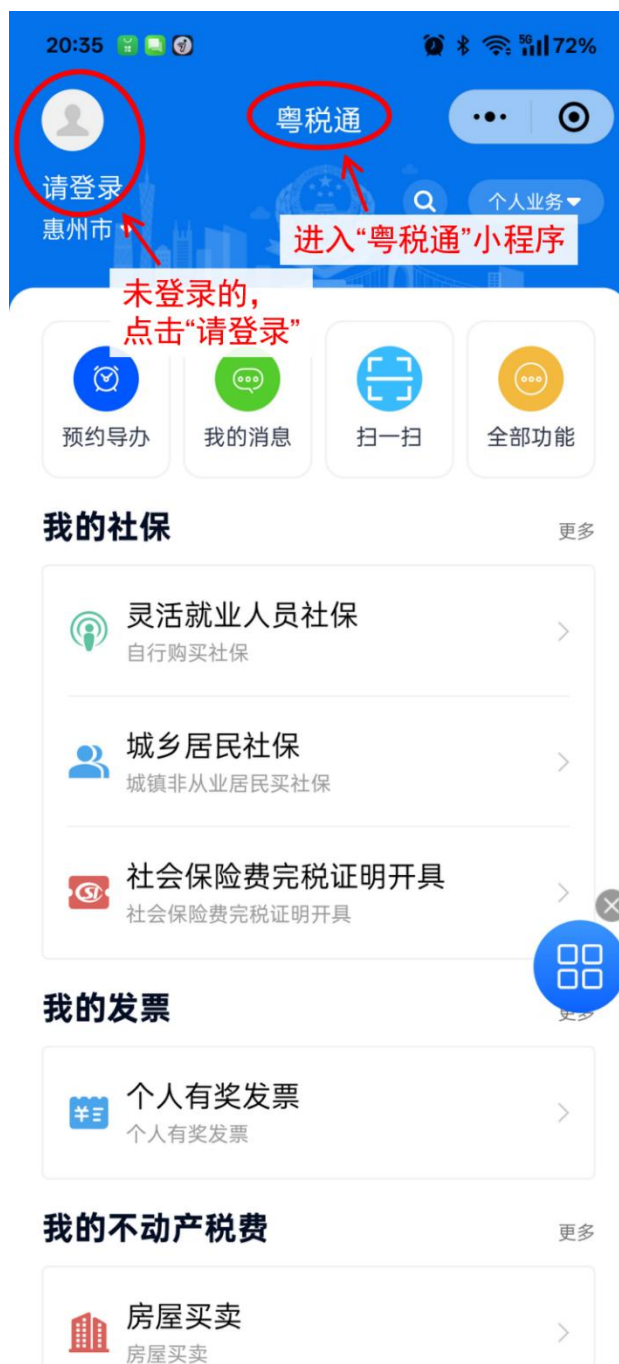 20:35
5G 72%
粤税通
请登录
惠州市
个人业务
进入“粤税通”小程序
未登录的，
点击“请登录”
预约导办
我的消息
扫一扫
全部功能
我的社保
更多
灵活就业人员社保
自行购买社保
城乡居民社保
城镇非从业居民买社保
社会保险费完税证明开具
社会保险费完税证明开具
我的发票
更多
个人有奖发票
个人有奖发票
我的不动产税费
更多
房屋买卖
房屋买卖